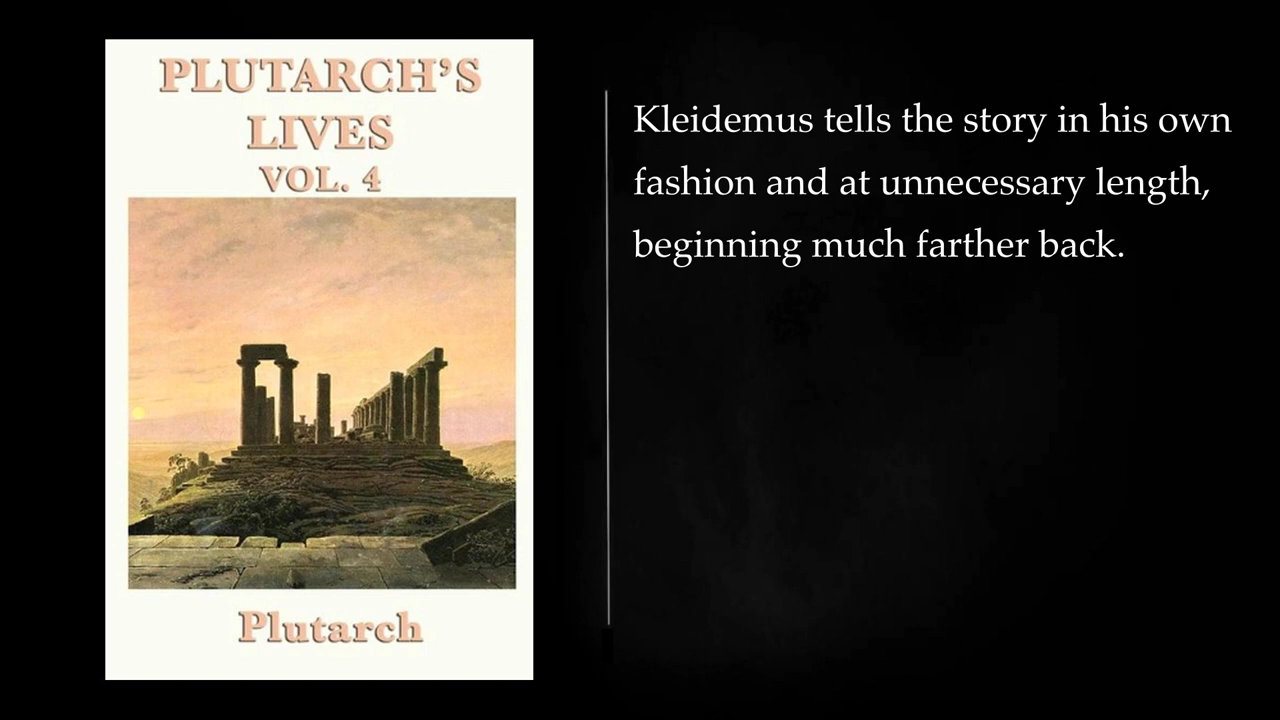 PLUTARCH'S
LIVES
VOL. 4
Plutarch
Kleidemus tells the story in his own
fashion and at unnecessary length,
beginning much farther back.